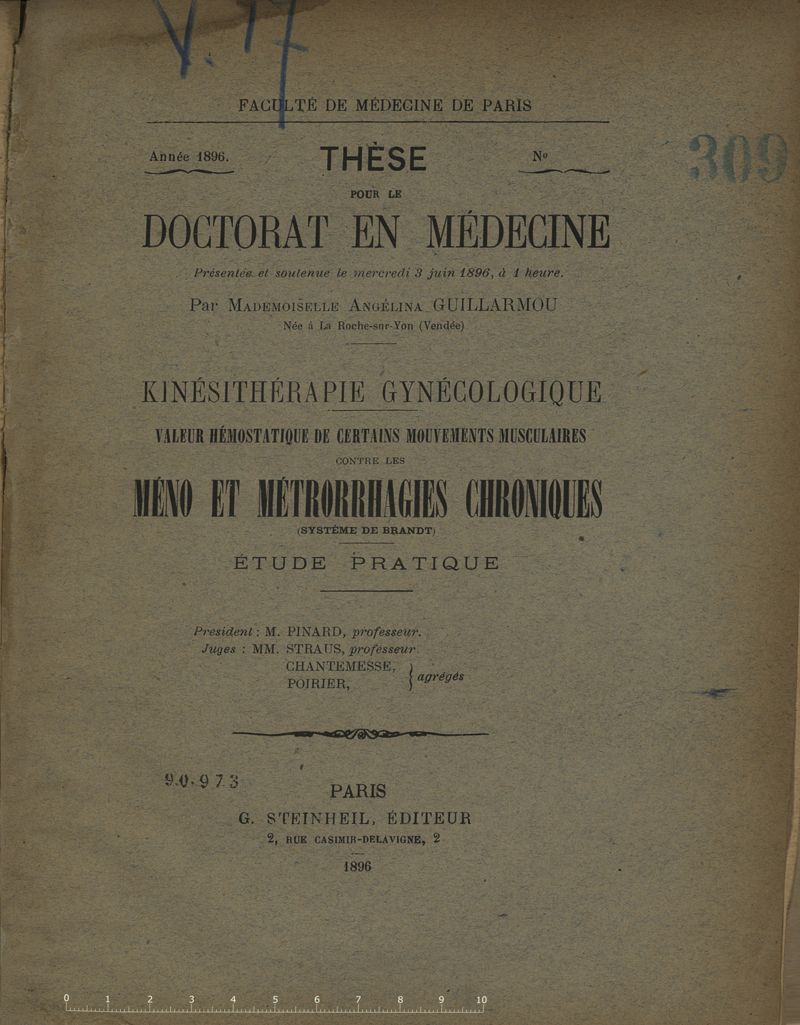 V. 17
FACULTÉ DE MÉDECINE DE PARIS
Année 1896. THÈSE No 309
POUR LE
DOCTORAT EN MÉDECINE
Présentée et soutenue le mercredi 3 juin 1896, à 1 heure.
Par MADEMOISELLE ANGÉLINA GUILLARMOU
Née à La Roche-sur-Yon (Vendée)
KINÉSITHÉRAPIE GYNÉCOLOGIQUE
VALEUR HÉMOSTATIQUE DE CERTAINS MOUVEMENTS MUSCULAIRES
CONTRE LES
MÉNO ET MÉTRORRHAGIES CHRONIQUES
(SYSTÈME DE BRANDT)
ÉTUDE PRATIQUE
President : M. PINARD, professeur.
Juges : MM. STRAUS, professeur.
CHANTEMESSE,
POIRIER, } agrégés
90.973
PARIS
G. STEINHEIL, ÉDITEUR
2, RUE CASIMIR-DELAVIGNE, 2
1896
0 1 2 3 4 5 6 7 8 9 10